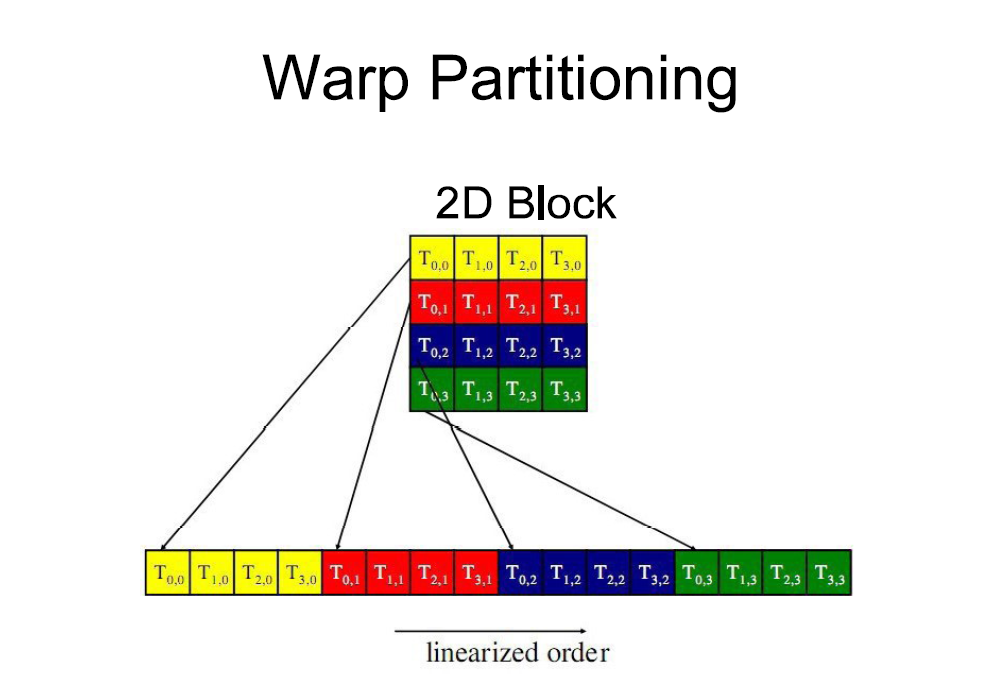 Warp Partitioning
2D Block
T0,0 T1,0 T2,0 T3,0
T0,1 T1,1 T2,1 T3,1
T0,2 T1,2 T2,2 T3,2
T0,3 T1,3 T2,3 T3,3
T0,0 T1,0 T2,0 T3,0 T0,1 T1,1 T2,1 T3,1 T0,2 T1,2 T2,2 T3,2 T0,3 T1,3 T2,3 T3,3
linearized order